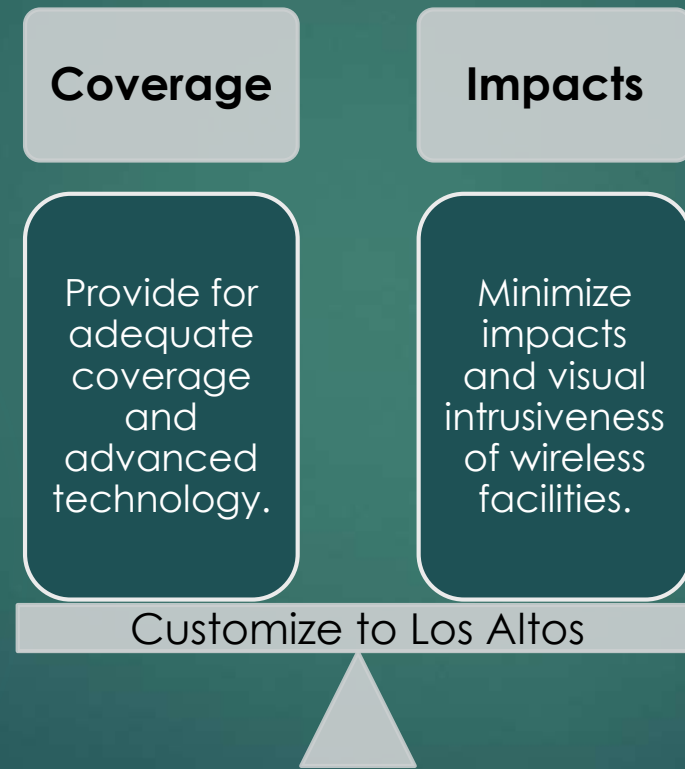 Coverage
Impacts
Provide for
adequate
coverage
and
advanced
technology.
Minimize
impacts
and visual
intrusiveness
of wireless
facilities.
Customize to Los Altos